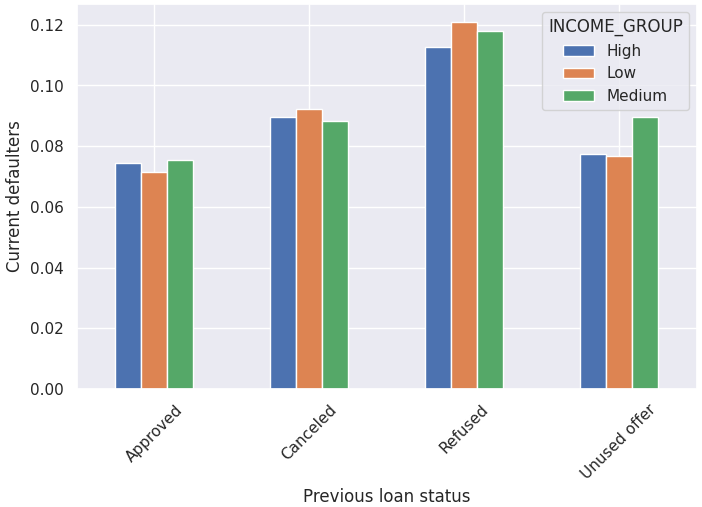 0.12
0.10
0.08
0.06
0.04
0.02
0.00
Current defaulters
INCOME_GROUP
High
Low
Medium
Approved
Canceled
Refused
Unused offer
Previous loan status